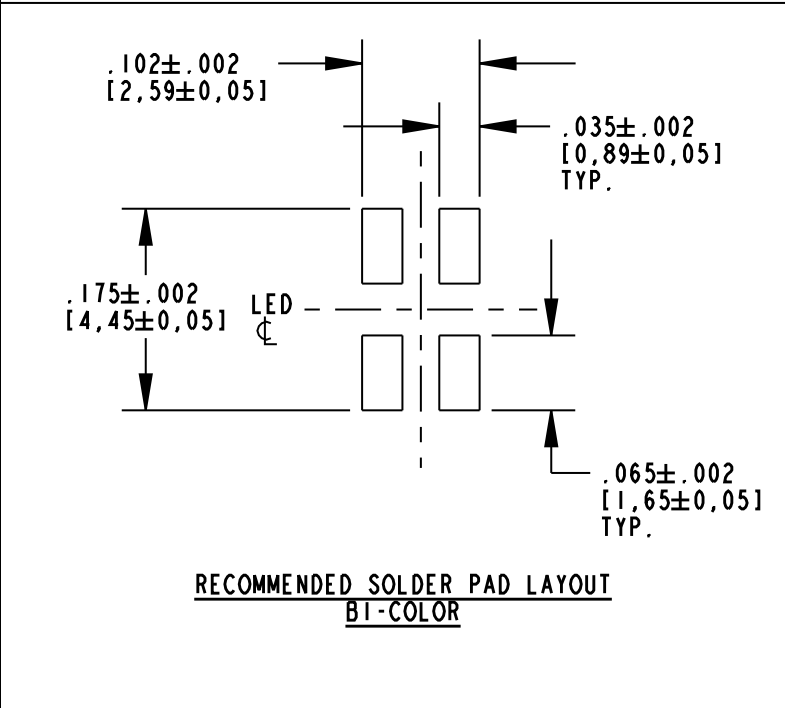 .102±.002
[2,59±0,05]
.035±.002
[0,89±0,05]
TYP.
.175±.002
[4,45±0,05]
LED
℄
.065±.002
[1,65±0,05]
TYP.
RECOMMENDED SOLDER PAD LAYOUT
BI-COLOR